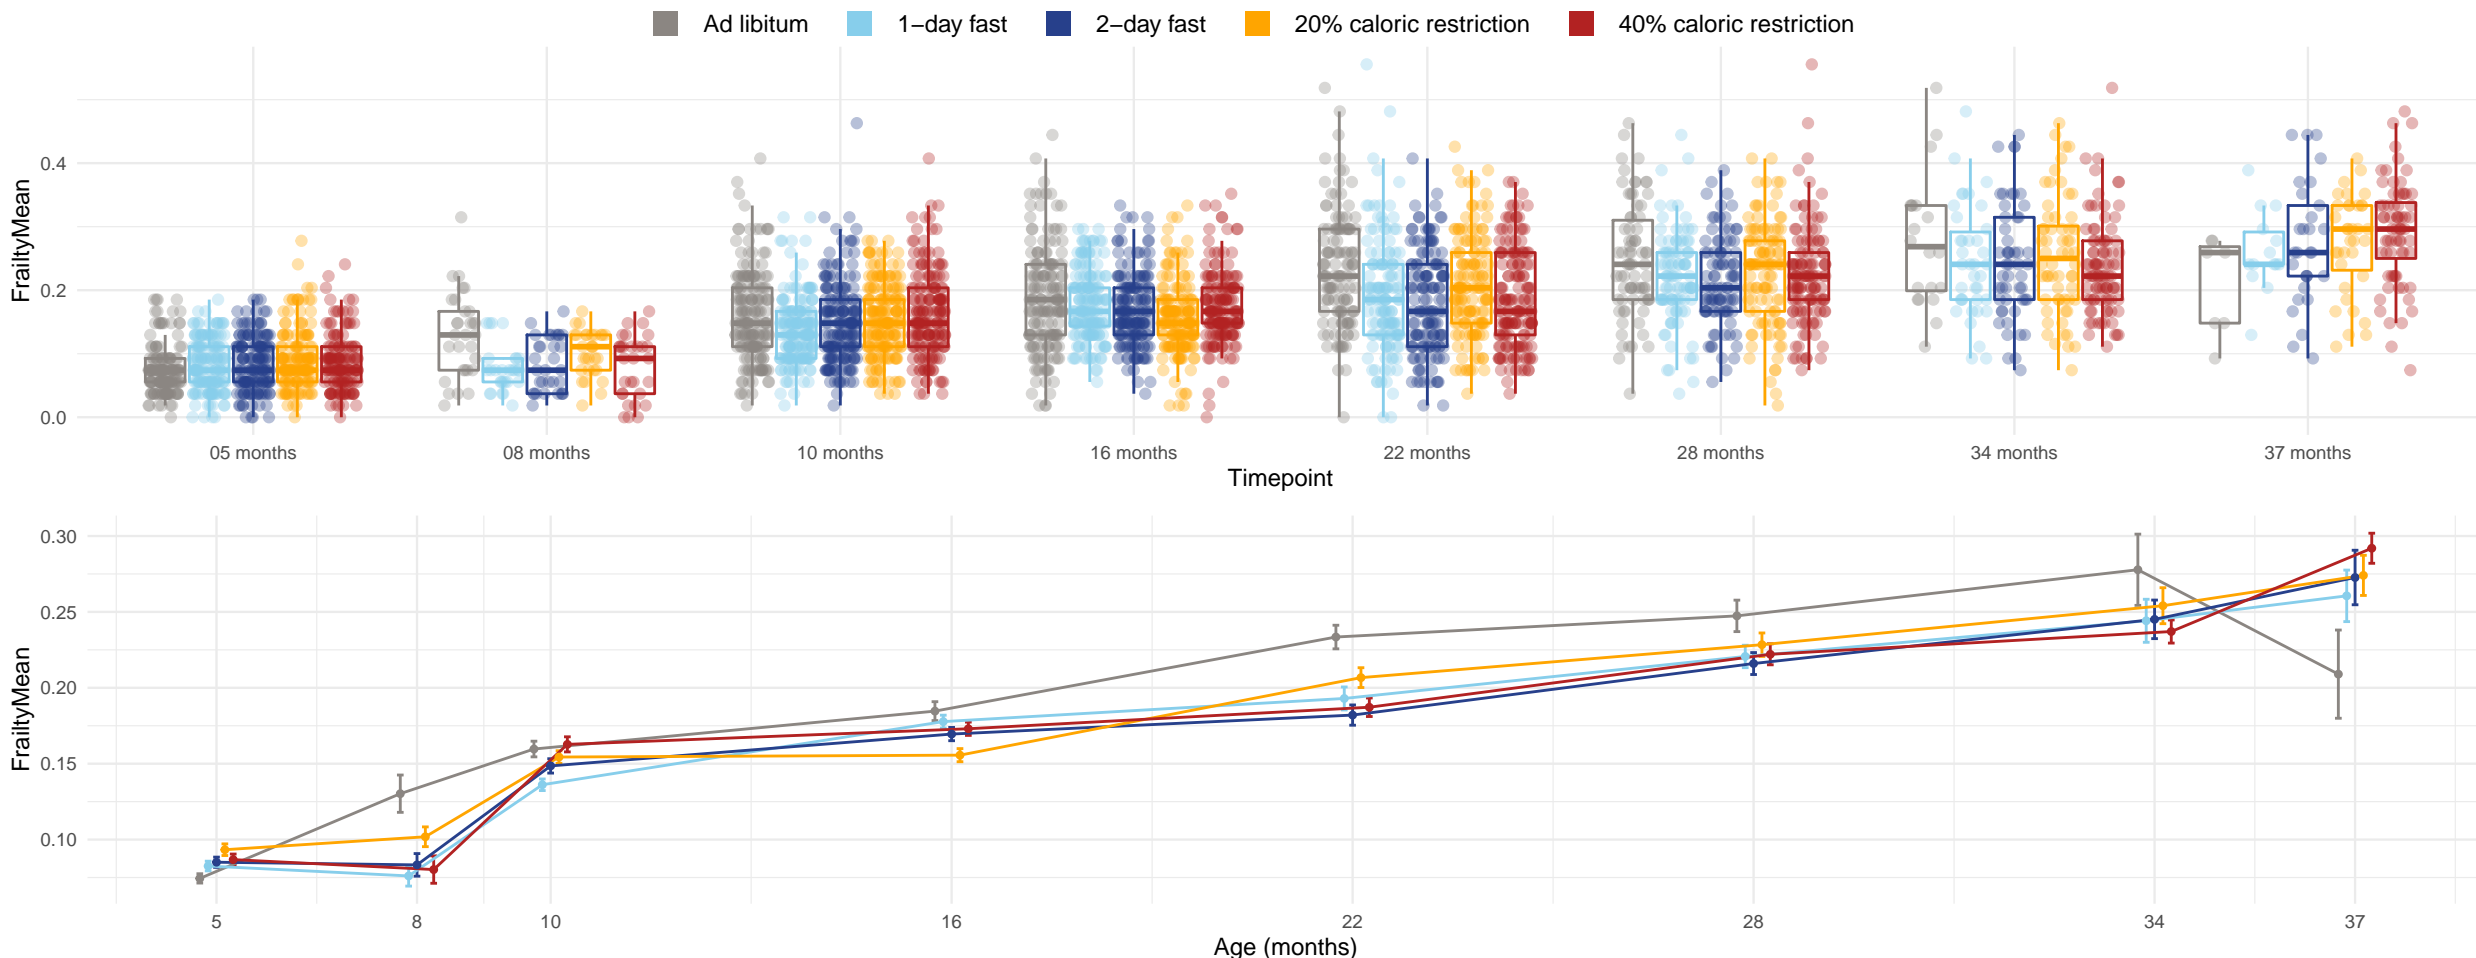 Ad libitum 1−day fast 2−day fast 20% caloric restriction 40% caloric restriction
FrailtyMean
0.4
0.2
0.0
05 months 08 months 10 months 16 months 22 months 28 months 34 months 37 months
Timepoint
FrailtyMean
0.30
0.25
0.20
0.15
0.10
5 8 10 16 22 28 34 37
Age (months)